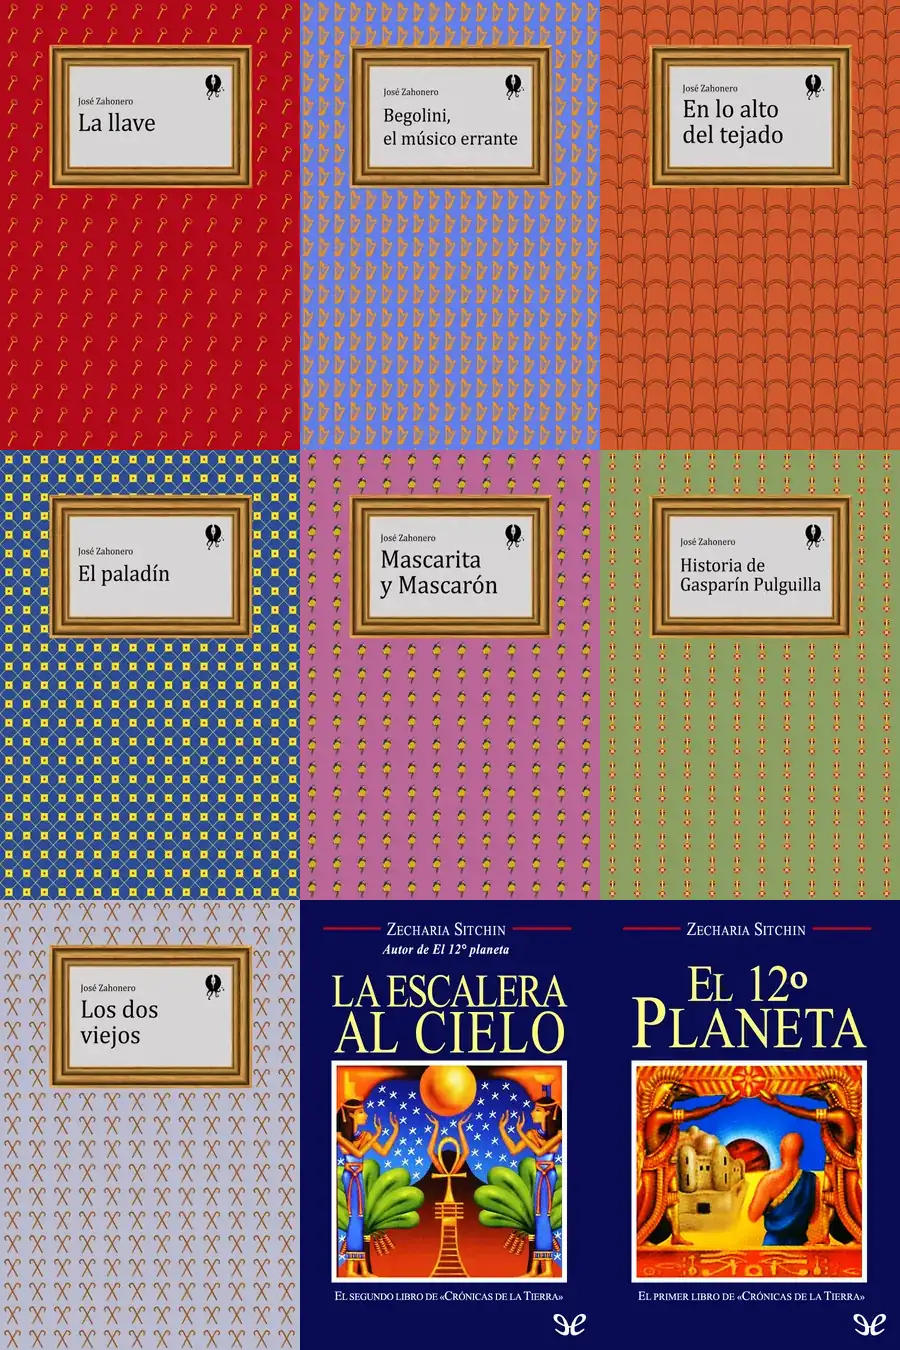 José Zahonero
La llave
José Zahonero
Begolini,
el músico errante
José Zahonero
En lo alto
del tejado
José Zahonero
El paladín
José Zahonero
Mascarita
y Mascarón
José Zahonero
Historia de
Gasparín Pulguilla
José Zahonero
Los dos
viejos
ZECHARIA SITCHIN
Autor de El 12º planeta
LA ESCALERA
AL CIELO
EL SEGUNDO LIBRO DE «CRÓNICAS DE LA TIERRA»
ZECHARIA SITCHIN
EL 12º
PLANETA
EL PRIMER LIBRO DE «CRÓNICAS DE LA TIERRA»